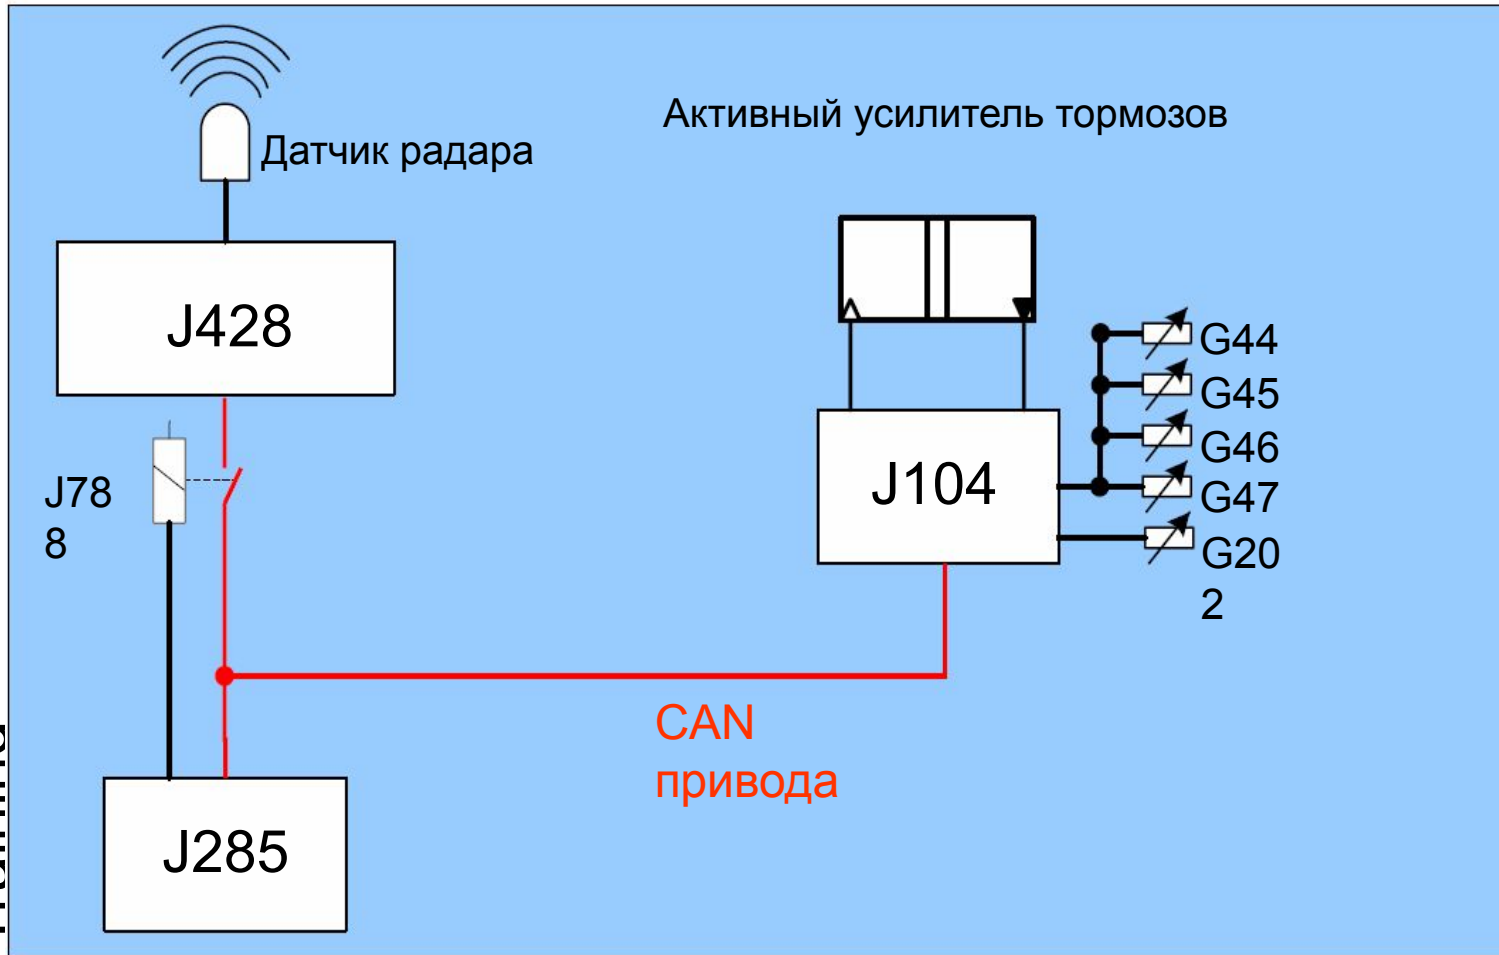 Активный усилитель тормозов
Датчик радара
J428
G44
G45
G46
J104
G47
J78
8
G20
2
CAN
привода
J285